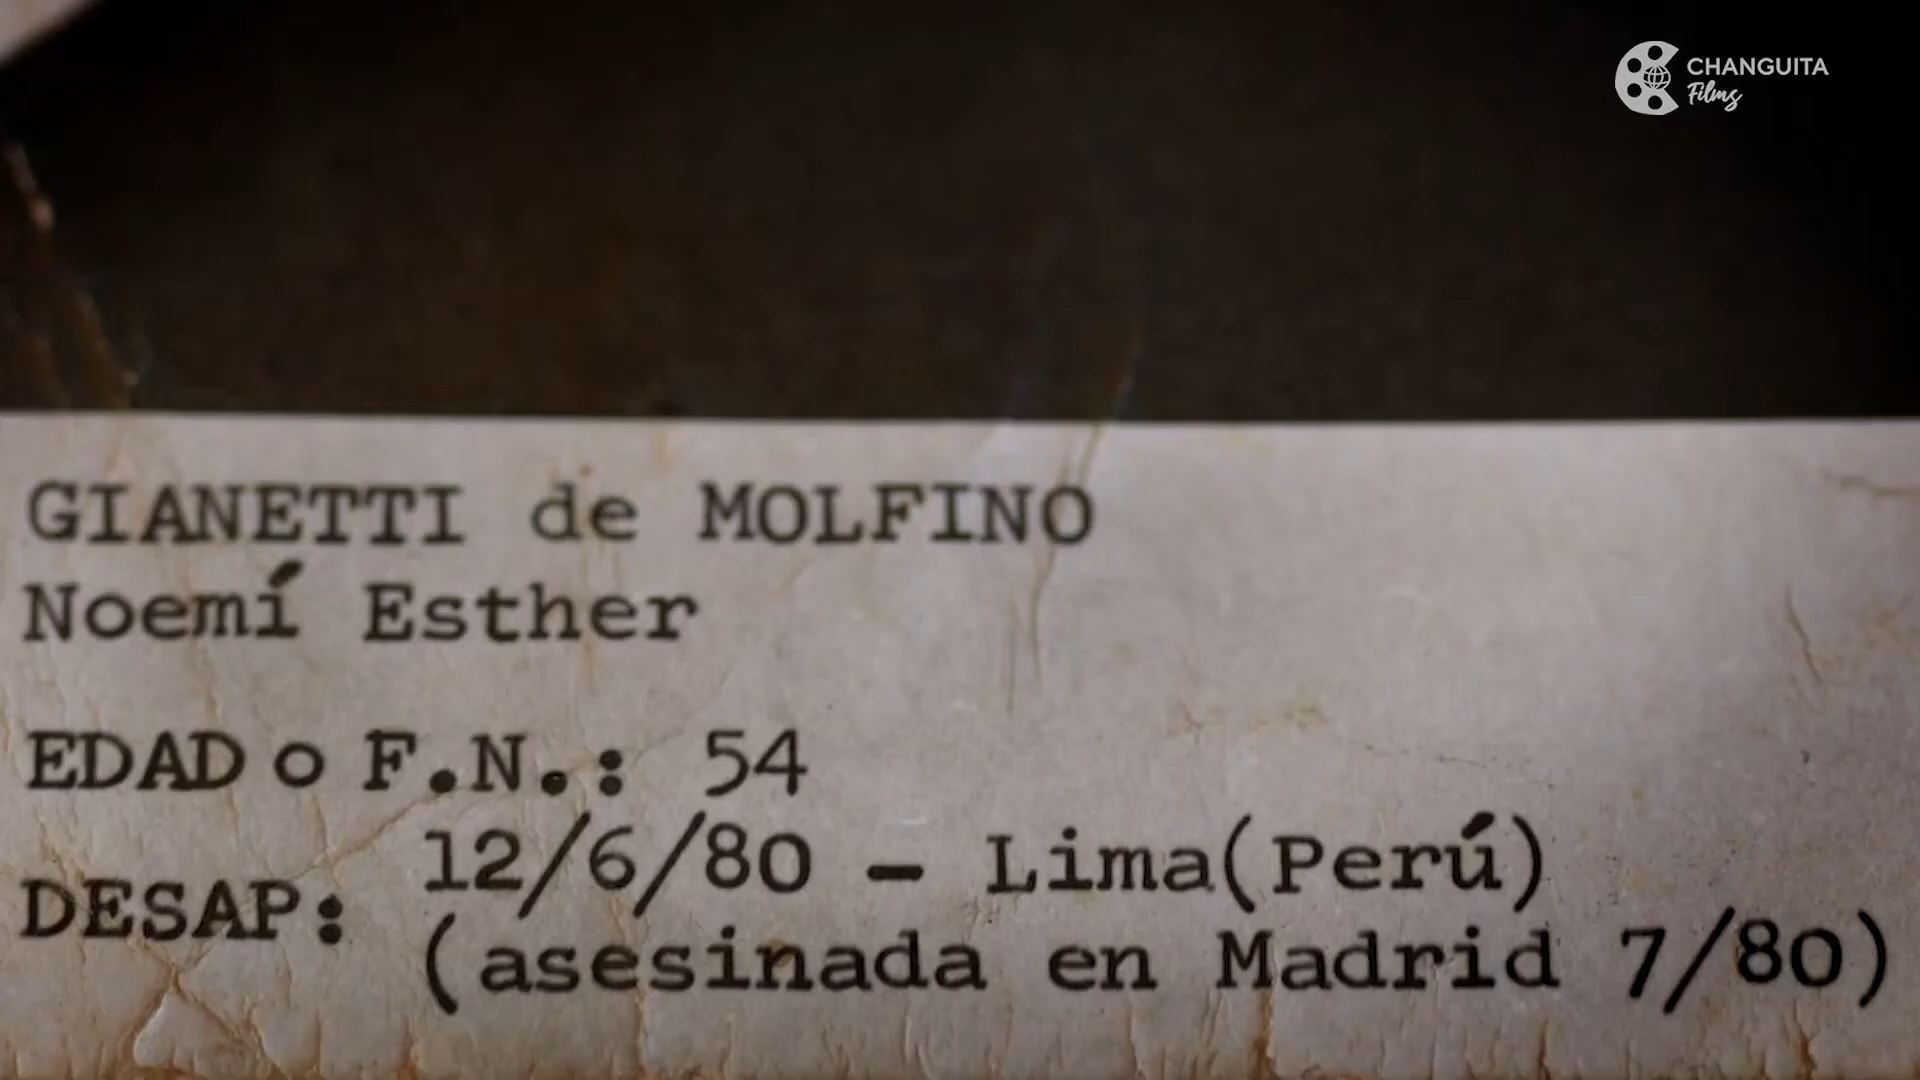 CHANGUITA
Films
GIANETTI de MOLFINO
Noemí Esther
EDAD o F.N.: 54
DESAP: 12/6/80 - Lima(Perú)
(asesinada en Madrid 7/80)